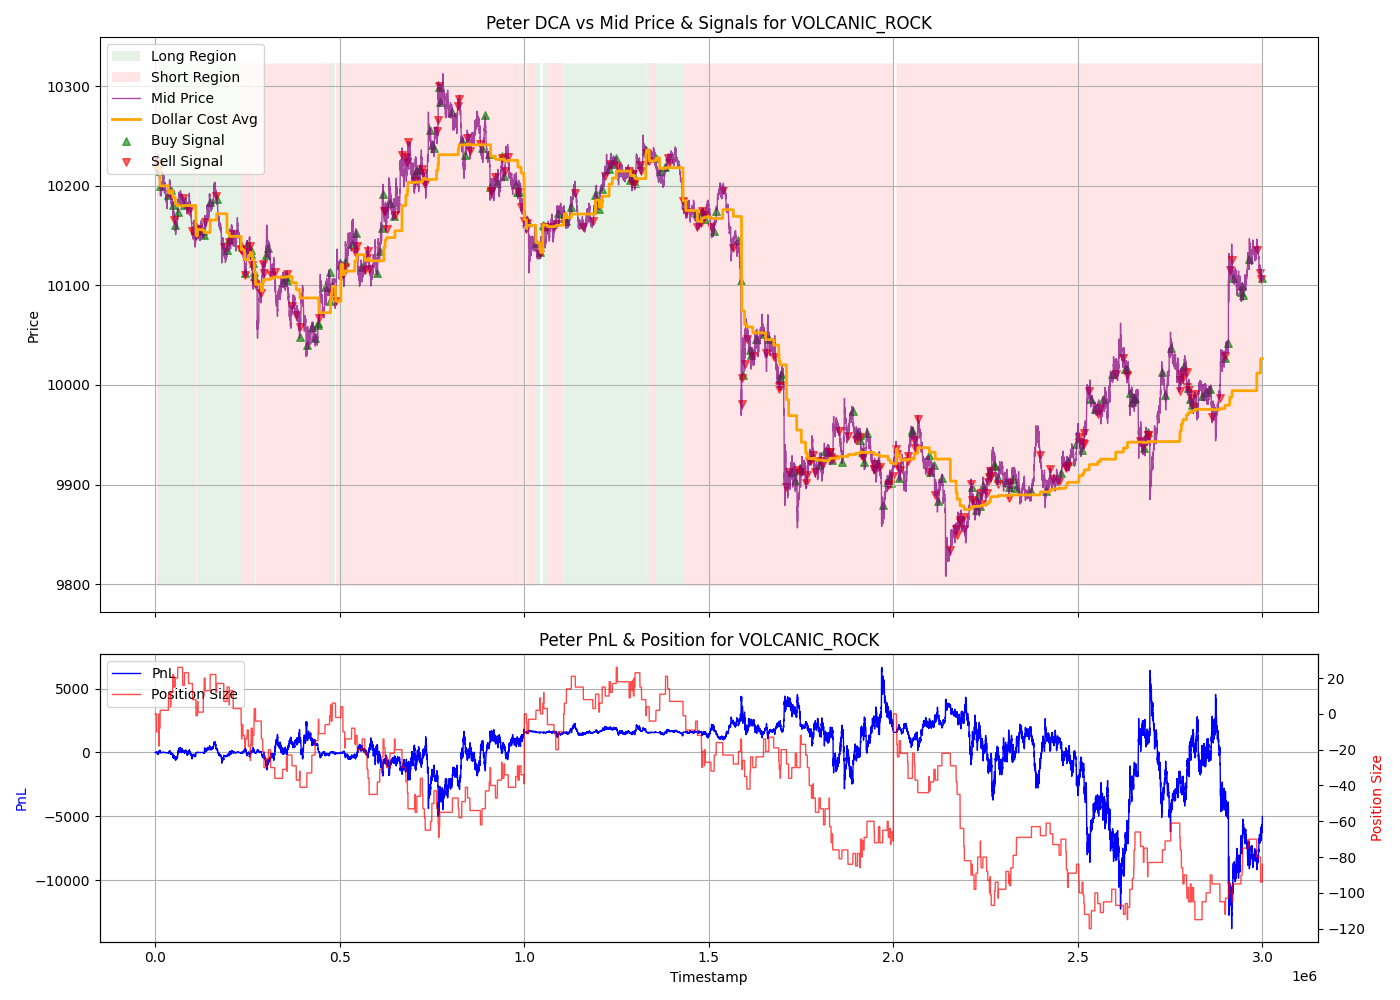 Peter DCA vs Mid Price & Signals for VOLCANIC_ROCK
Long Region
Short Region
Mid Price
Dollar Cost Avg
Buy Signal
Sell Signal
10300
10200
10100
10000
9900
9800
Price
Peter PnL & Position for VOLCANIC_ROCK
PnL
Position Size
5000
0
−5000
−10000
PnL
20
0
−20
−40
−60
−80
−100
−120
Position Size
0.0 0.5 1.0 1.5 2.0 2.5 3.0
Timestamp
1e6